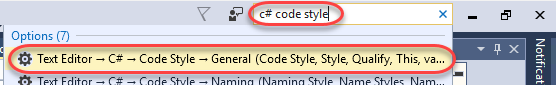 c# code style
Options (7)
Text Editor → C# → Code Style → General (Code Style, Style, Qualify, This, va...
Text Editor → C# → Code Style → Naming (Naming, Name Styles, Nam...
Notifications